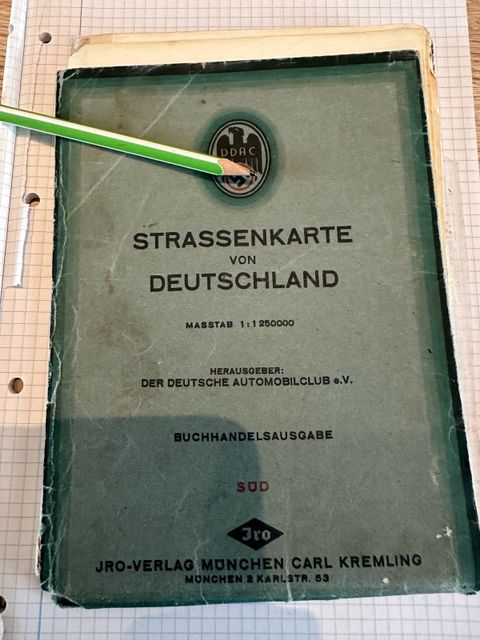 DDAC
STRASSENKARTE
VON
DEUTSCHLAND
MASSTAB 1:1250000
HERAUSGEBER:
DER DEUTSCHE AUTOMOBILCLUB e.V.
BUCHHANDELSAUSGABE
SÜD
Jro
JRO-VERLAG MÜNCHEN CARL KREMLING
MÜNCHEN 2 KARLSTR. 53